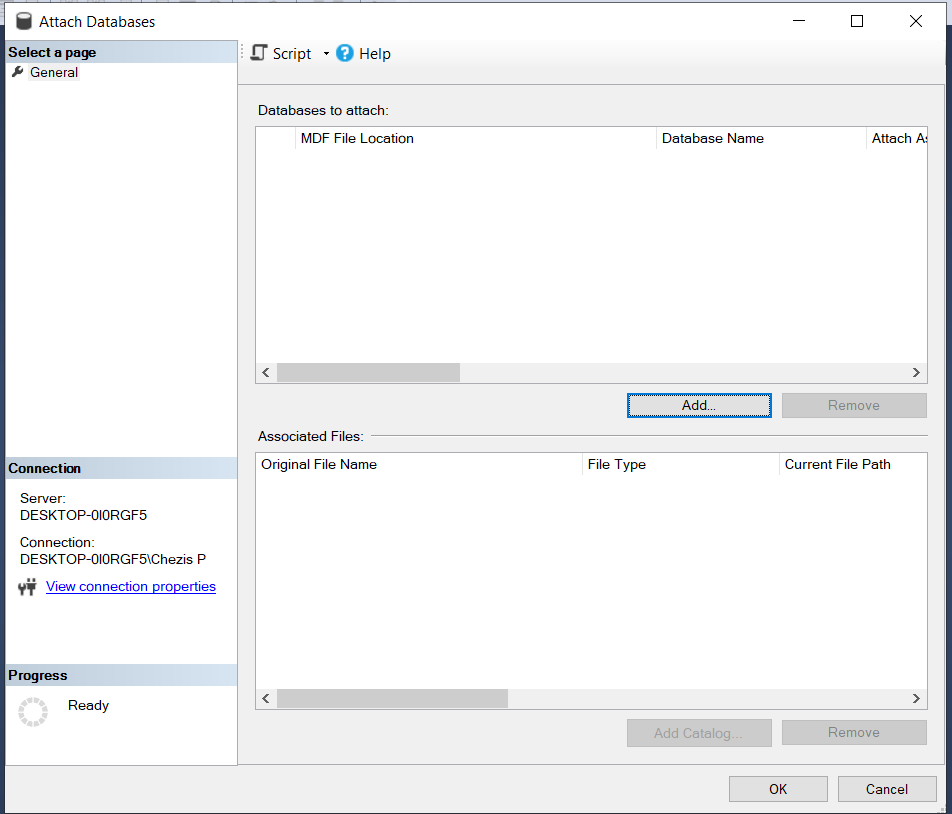 Attach Databases
Select a page
General
Script
Help
Databases to attach:
MDF File Location Database Name Attach As
Add... Remove
Associated Files:
Original File Name File Type Current File Path
Connection
Server:
DESKTOP-0I0RGF5
Connection:
DESKTOP-0I0RGF5\Chezis P
View connection properties
Progress
Ready
Add Catalog... Remove
OK Cancel